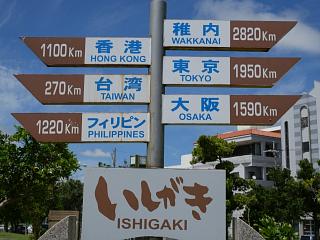 稚内
WAKKANAI
2820Km
1100Km
香港
HONG KONG
東京
TOKYO
1950Km
270Km
台湾
TAIWAN
大阪
OSAKA
1590Km
1220Km
フィリピン
PHILIPPINES
いしがき
ISHIGAKI